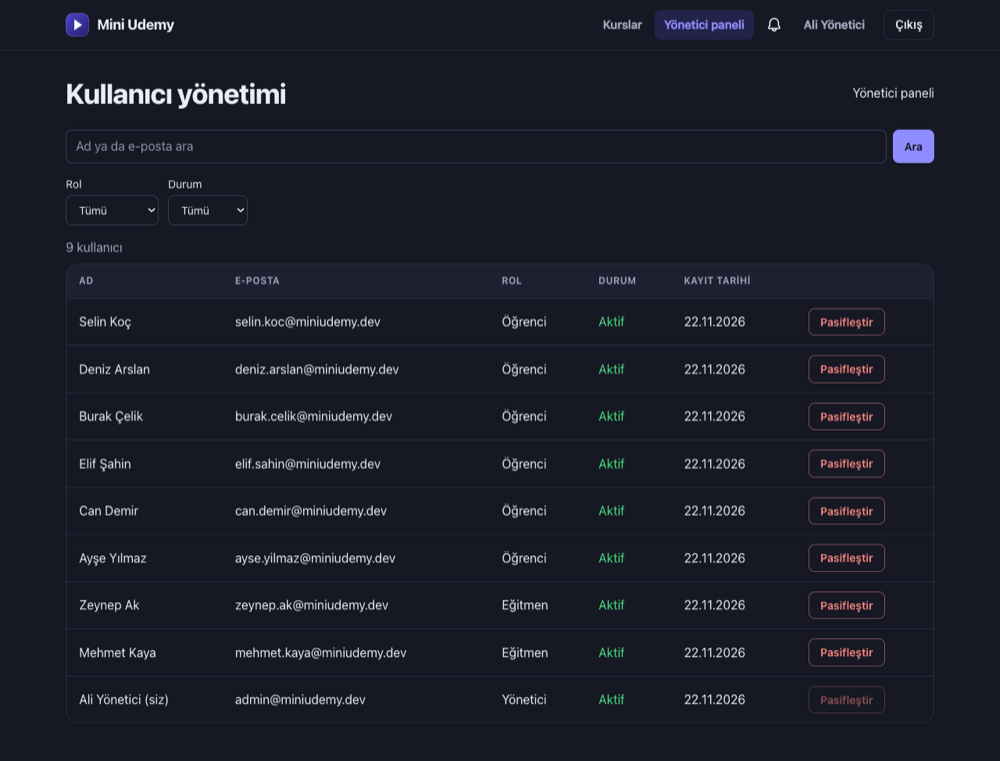 Mini Udemy Kurslar Yönetici paneli Ali Yönetici Çıkış
Kullanıcı yönetimi Yönetici paneli
Ad ya da e-posta ara Ara
Rol Durum
Tümü Tümü
9 kullanıcı
AD E-POSTA ROL DURUM KAYIT TARİHİ
Selin Koç selin.koc@miniudemy.dev Öğrenci Aktif 22.11.2026 Pasifleştir
Deniz Arslan deniz.arslan@miniudemy.dev Öğrenci Aktif 22.11.2026 Pasifleştir
Burak Çelik burak.celik@miniudemy.dev Öğrenci Aktif 22.11.2026 Pasifleştir
Elif Şahin elif.sahin@miniudemy.dev Öğrenci Aktif 22.11.2026 Pasifleştir
Can Demir can.demir@miniudemy.dev Öğrenci Aktif 22.11.2026 Pasifleştir
Ayşe Yılmaz ayse.yilmaz@miniudemy.dev Öğrenci Aktif 22.11.2026 Pasifleştir
Zeynep Ak zeynep.ak@miniudemy.dev Eğitmen Aktif 22.11.2026 Pasifleştir
Mehmet Kaya mehmet.kaya@miniudemy.dev Eğitmen Aktif 22.11.2026 Pasifleştir
Ali Yönetici (siz) admin@miniudemy.dev Yönetici Aktif 22.11.2026 Pasifleştir